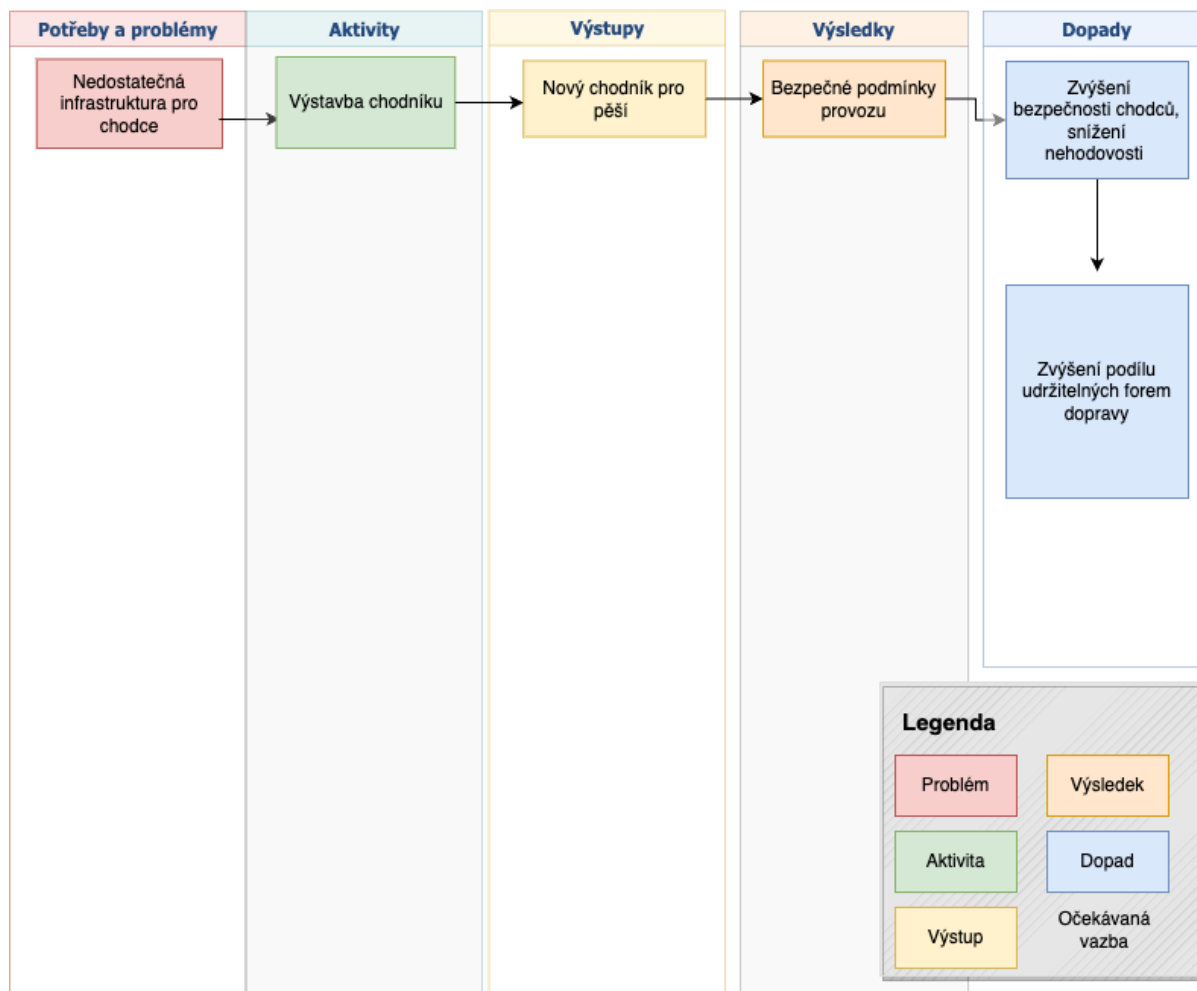 Potřeby a problémy
Aktivity
Výstupy
Výsledky
Dopady
Nedostatečná
infrastruktura pro
chodce
Výstavba chodníku
Nový chodník pro
pěší
Bezpečné podmínky
provozu
Zvýšení
bezpečnosti chodců,
snížení
nehodovosti
Zvýšení podílu
udržitelných forem
dopravy
Legenda
Problém
Výsledek
Aktivita
Dopad
Výstup
Očekávaná
vazba